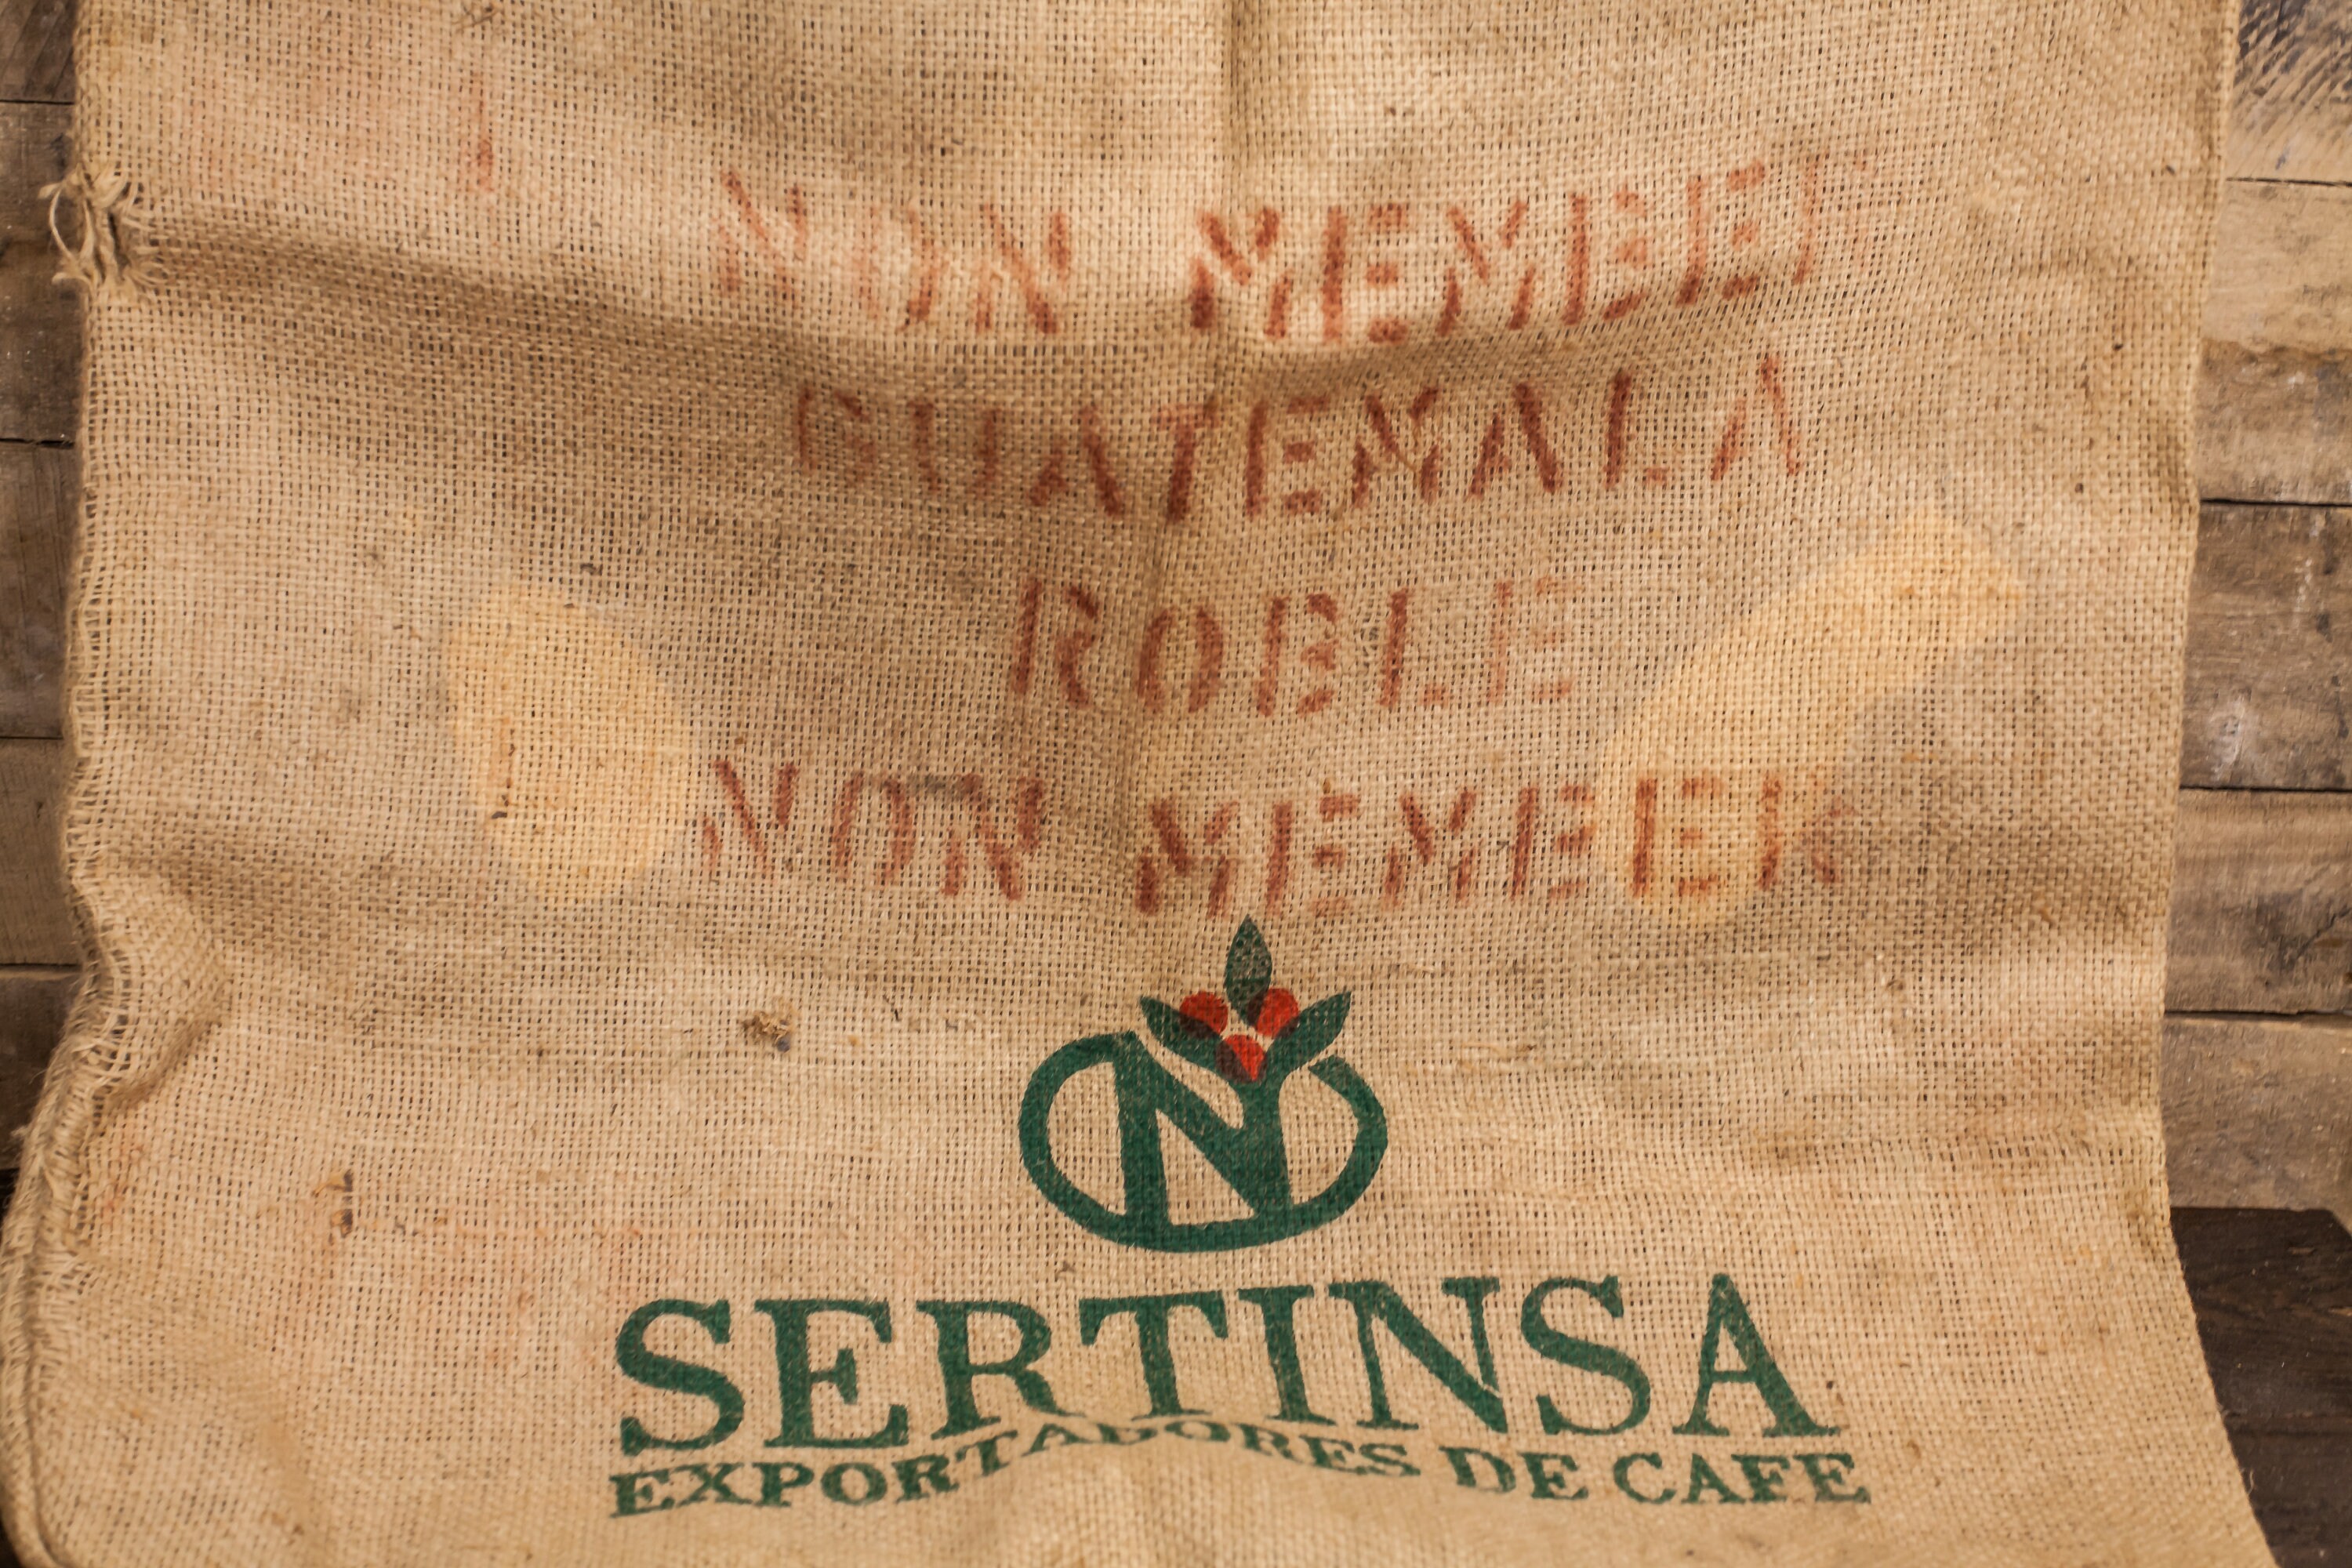 NON MEMBER
GUATEMALA
ROBLE
NON MEMBER
N
SERTINSA
EXPORTADORES DE CAFE